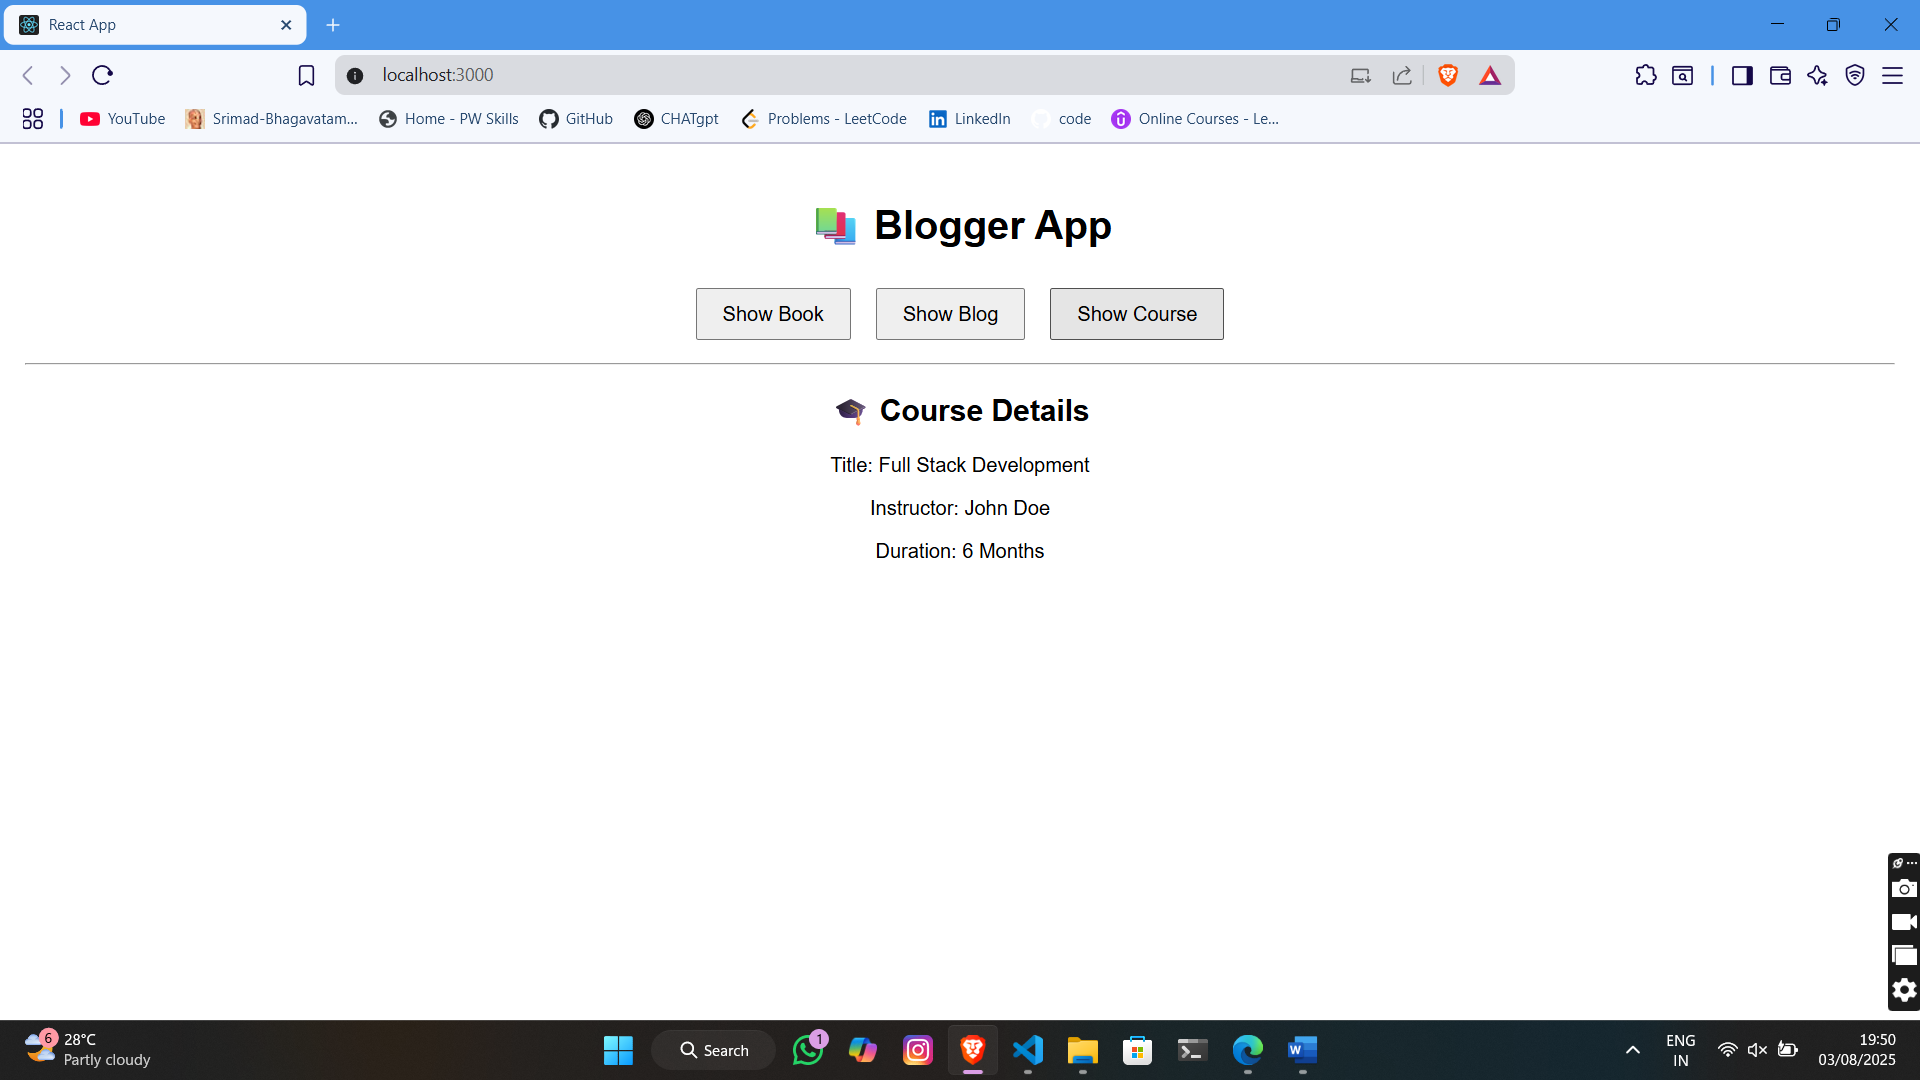 React App
localhost:3000
YouTube
Srimad-Bhagavatam...
Home - PW Skills
GitHub
CHATgpt
Problems - LeetCode
LinkedIn
code
Online Courses - Le...
📚 Blogger App
Show Book
Show Blog
Show Course
🎓 Course Details
Title: Full Stack Development
Instructor: John Doe
Duration: 6 Months
6
28°C
Partly cloudy
Search
1
W
ENG
IN
19:50
03/08/2025